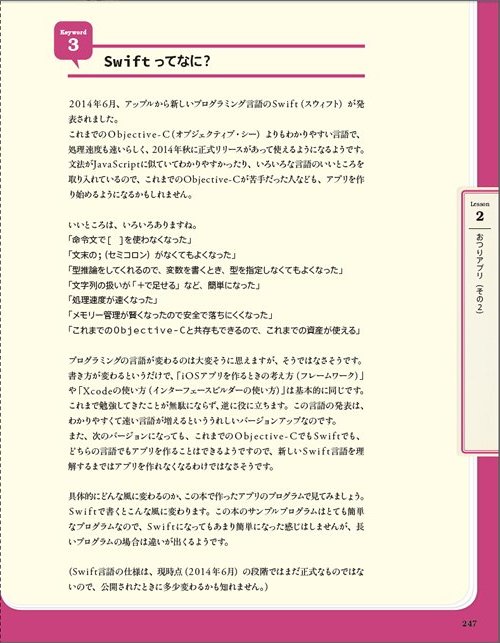 Keyword
3
Swiftってなに?
2014年6月、アップルから新しいプログラミング言語のSwift(スウィフト)が発
表されました。
これまでのObjective-C(オブジェクティブ・シー)よりもわかりやすい言語で、
処理速度も速いらしく、2014年秋に正式リリースがあって使えるようになるようです。
文法がJavaScriptに似ていてわかりやすかったり、いろいろな言語のいいところを
取り入れているので、これまでのObjective-Cが苦手だった人なども、アプリを作
り始めるようになるかもしれません。
いいところは、いろいろありますね。
「命令文で[ ]を使わなくなった」
「文末の;(セミコロン)がなくてもよくなった」
「型推論をしてくれるので、変数を書くとき、型を指定しなくてもよくなった」
「文字列の扱いが「+で足せる」など、簡単になった」
「処理速度が速くなった」
「メモリー管理が賢くなったので安全で落ちにくくなった」
「これまでのObjective-Cと共存もできるので、これまでの資産が使える」
プログラミングの言語が変わるのは大変そうに思えますが、そうではなさそうです。
書き方が変わるというだけで、「iOSアプリを作るときの考え方(フレームワーク)」
や「Xcodeの使い方(インターフェースビルダーの使い方)」は基本的に同じです。
これまで勉強してきたことが無駄にならず、逆に役に立ちます。この言語の発表は、
わかりやすくて速い言語が増えるといううれしいバージョンアップなのです。
また、次のバージョンになっても、これまでのObjective-CでもSwiftでも、
どちらの言語でもアプリを作ることはできるようですので、新しいSwift言語を理
解するまではアプリを作れなくなるわけではなさそうです。
具体的にどんな風に変わるのか、この本で作ったアプリのプログラムで見てみましょう。
Swiftで書くとこんな風に変わります。この本のサンプルプログラムはとても簡単
なプログラムなので、Swiftになってもあまり簡単になった感じはしませんが、長
いプログラムの場合は違いが出くるようです。
(Swift言語の仕様は、現時点(2014年6月)の段階ではまだ正式なものではな
いので、公開されたときに多少変わるかも知れません。)
Lesson
2
おつりアプリ(その2)
247